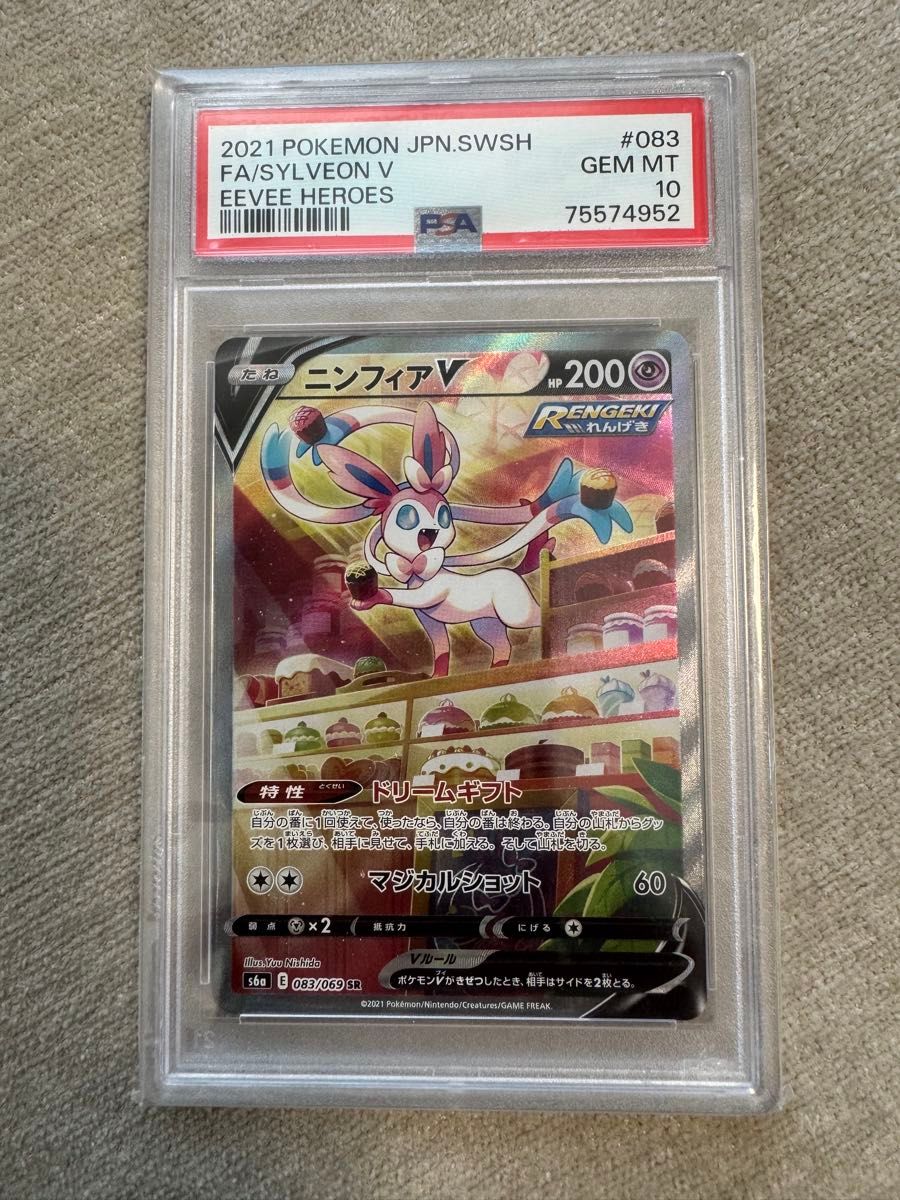 2021 POKEMON JPN.SWSH #083
FA/SYLVEON V GEM MT
EEVEE HEROES 10
PSA 75574952
たね ニンフィアV HP 200
RENGEKI
れんげき
特性 とくせい ドリームギフト
自分の番に1回使えて、使ったなら、自分の番は終わる。自分の山札からグッ
ズを1枚選び、相手に見せて、手札に加える。そして山札を切る。
マジカルショット 60
弱点 ×2 抵抗力 にげる
Illus.Yuu Nishida
Vルール
s6a E 083/069 SR
ポケモンVがきぜつしたとき、相手はサイドを2枚とる。
©2021 Pokémon/Nintendo/Creatures/GAME FREAK.